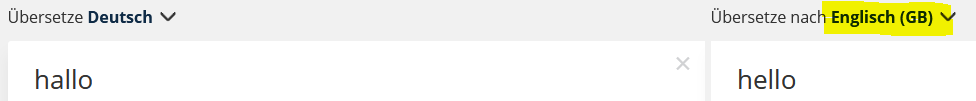 Übersetze Deutsch
Übersetze nach Englisch (GB)
hallo
hello